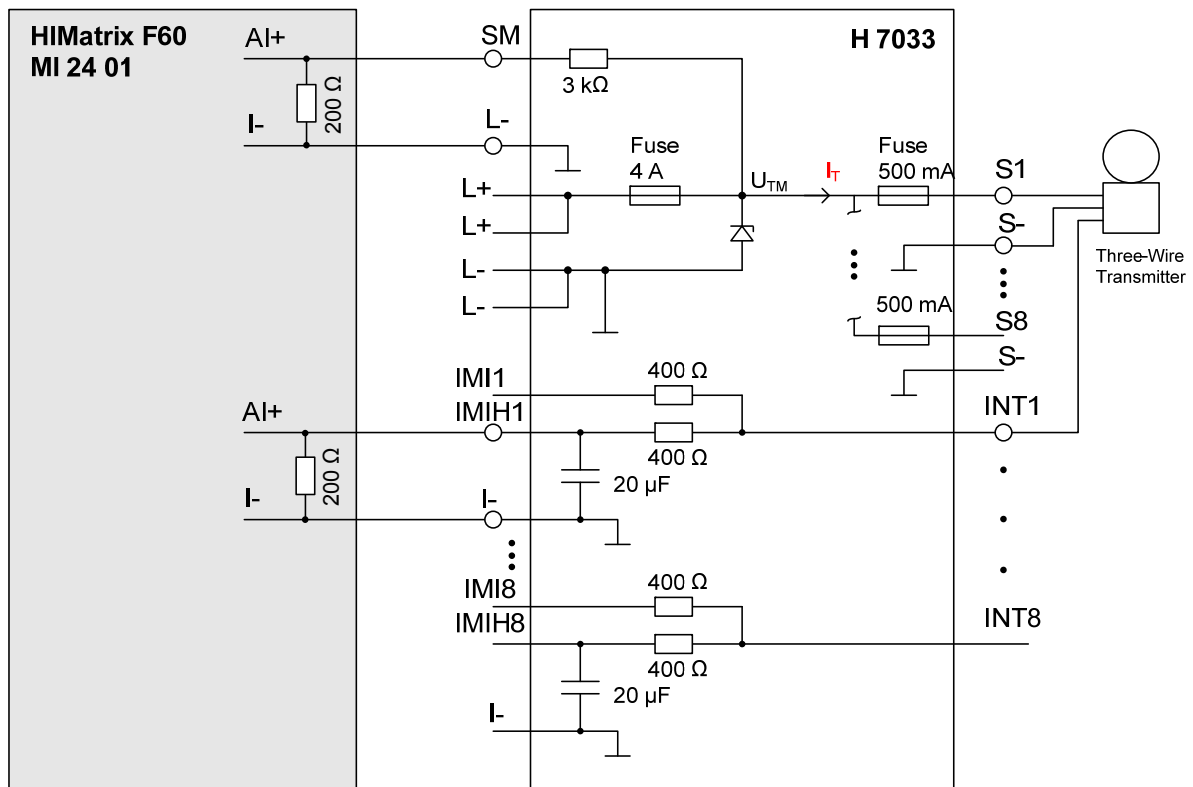 HIMatrix F60
MI 24 01
AI+
200 Ω
I-
SM
3 kΩ
H 7033
L-
Fuse
4 A
L+
L+
U_TM
I_T
Fuse
500 mA
S1
S-
Three-Wire
Transmitter
L-
L-
500 mA
S8
S-
IMI1
400 Ω
IMIH1
400 Ω
INT1
AI+
200 Ω
I-
20 µF
I-
IMI8
400 Ω
IMIH8
400 Ω
INT8
20 µF
I-